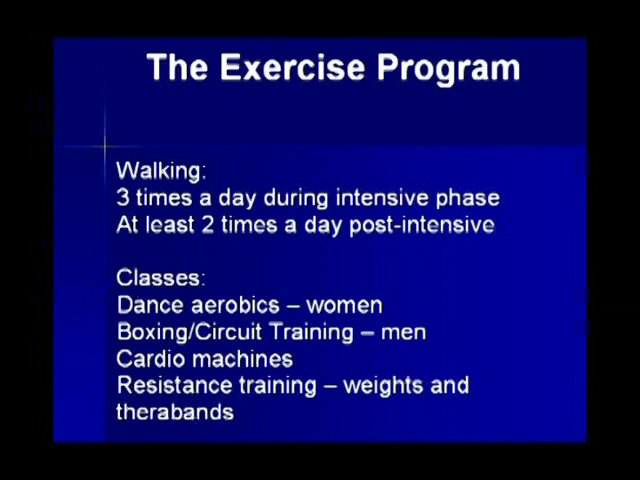 The Exercise Program
Walking:
3 times a day during intensive phase
At least 2 times a day post-intensive
Classes:
Dance aerobics – women
Boxing/Circuit Training – men
Cardio machines
Resistance training – weights and
therabands